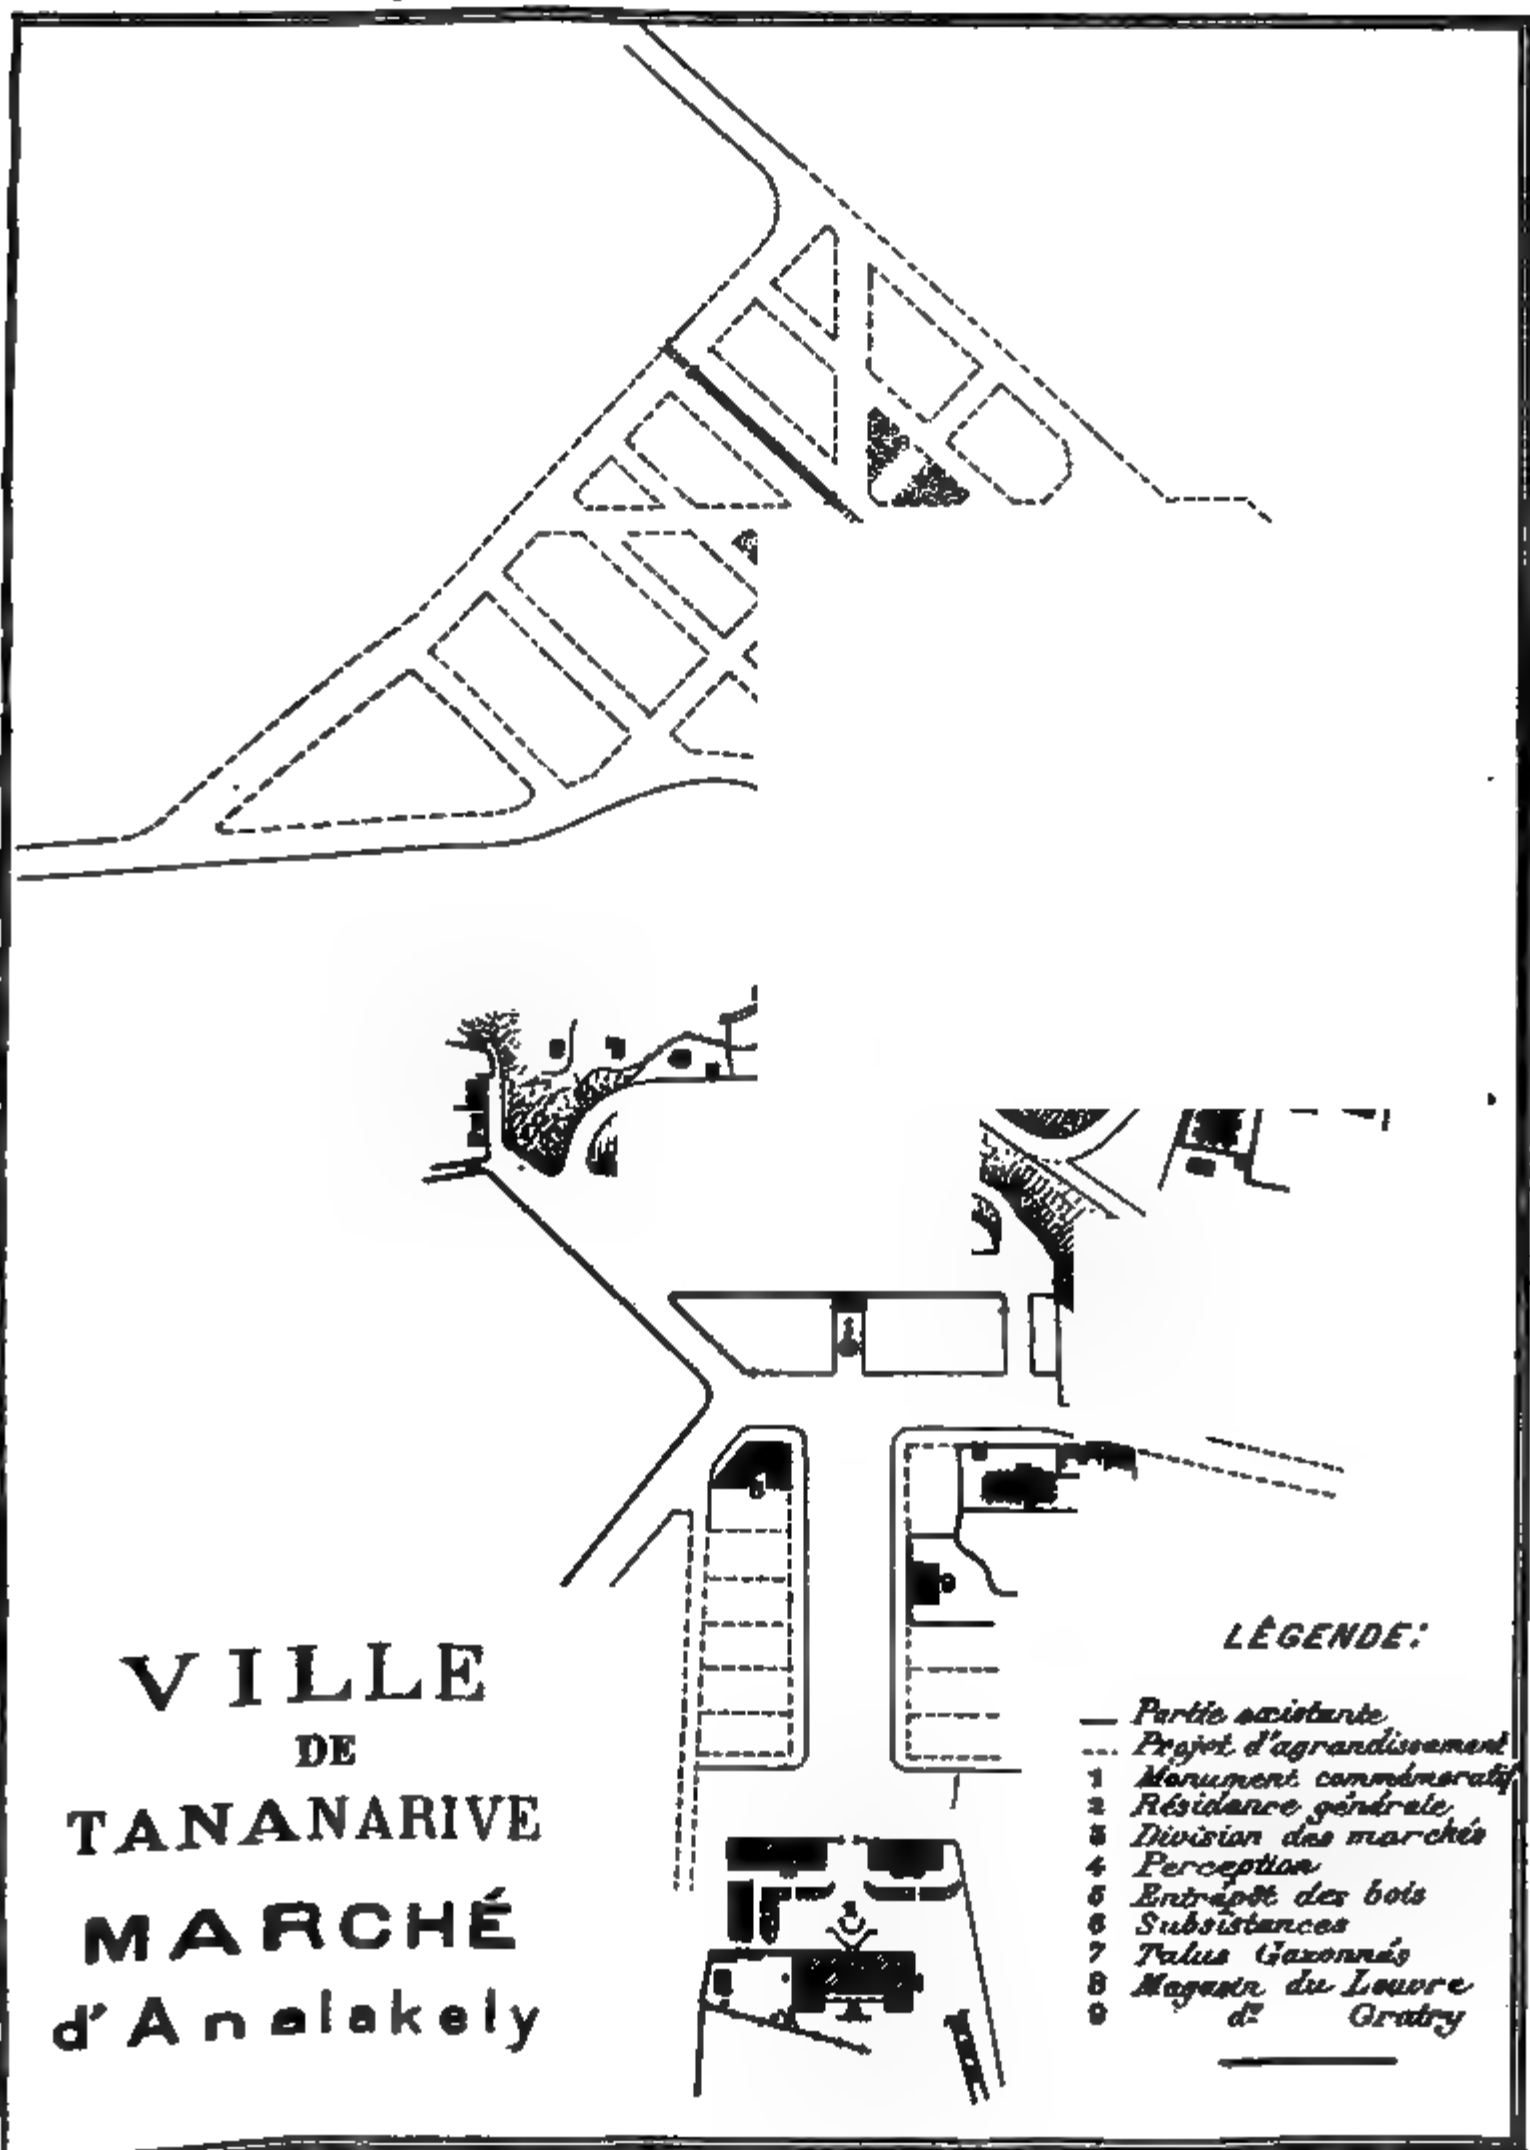 VILLE
DE
TANANARIVE
MARCHÉ
d'Analakely
LÉGENDE:
Partie existante
Projet d'agrandissement
1 Monument commémoratif
2 Résidence générale
3 Division des marchés
4 Perception
5 Entrepôt des bois
6 Subsistances
7 Talus Gazonnés
8 Magasin du Louvre
9 dº Gratry